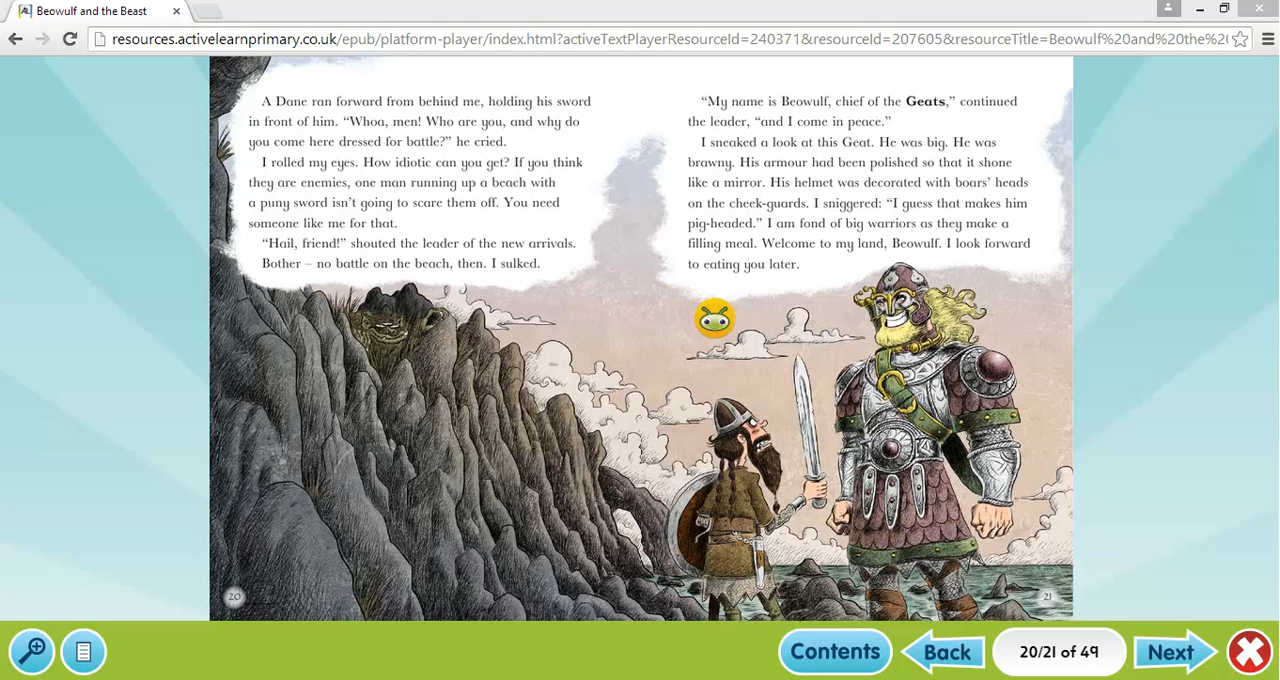 Beowulf and the Beast
resources.activelearnprimary.co.uk/epub/platform-player/index.html?activeTextPlayerResourceId=240371&resourceId=207605&resourceTitle=Beowulf%20and%20the%20
A Dane ran forward from behind me, holding his sword
in front of him. “Whoa, men! Who are you, and why do
you come here dressed for battle?” he cried.
I rolled my eyes. How idiotic can you get? If you think
they are enemies, one man running up a beach with
a puny sword isn’t going to scare them off. You need
someone like me for that.
“Hail, friend!” shouted the leader of the new arrivals.
Bother – no battle on the beach, then. I sulked.
20
“My name is Beowulf, chief of the Geats,” continued
the leader, “and I come in peace.”
I sneaked a look at this Geat. He was big. He was
brawny. His armour had been polished so that it shone
like a mirror. His helmet was decorated with boars’ heads
on the cheek-guards. I sniggered: “I guess that makes him
pig-headed.” I am fond of big warriors as they make a
filling meal. Welcome to my land, Beowulf. I look forward
to eating you later.
21
Contents
Back
20/21 of 49
Next